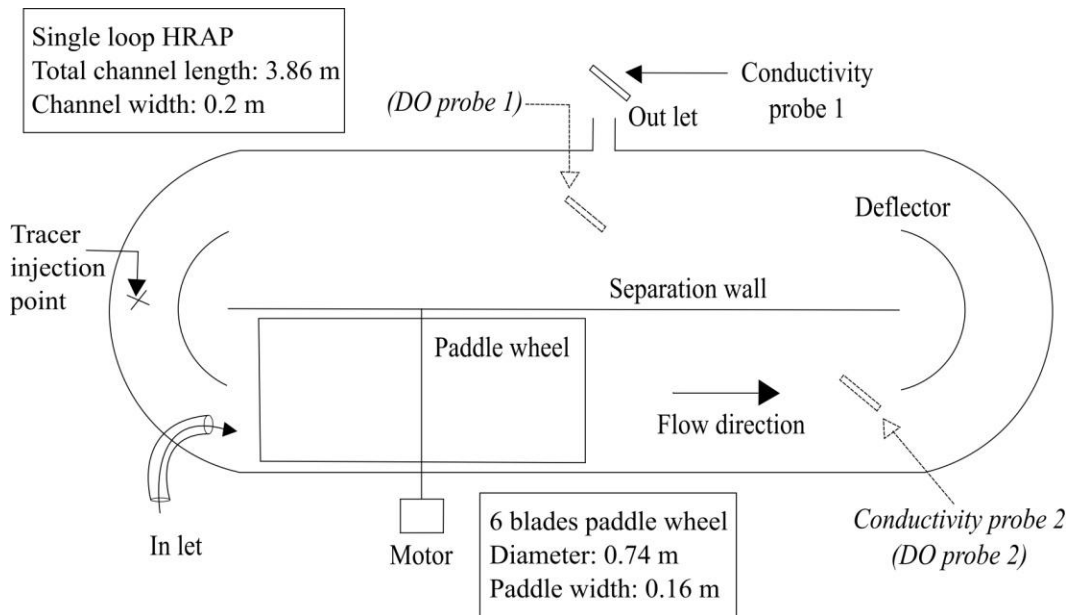 Single loop HRAP
Total channel length: 3.86 m
Channel width: 0.2 m
(DO probe 1)
Out let
Conductivity
probe 1
Deflector
Tracer
injection
point
Separation wall
Paddle wheel
Flow direction
In let
Motor
6 blades paddle wheel
Diameter: 0.74 m
Paddle width: 0.16 m
Conductivity probe 2
(DO probe 2)